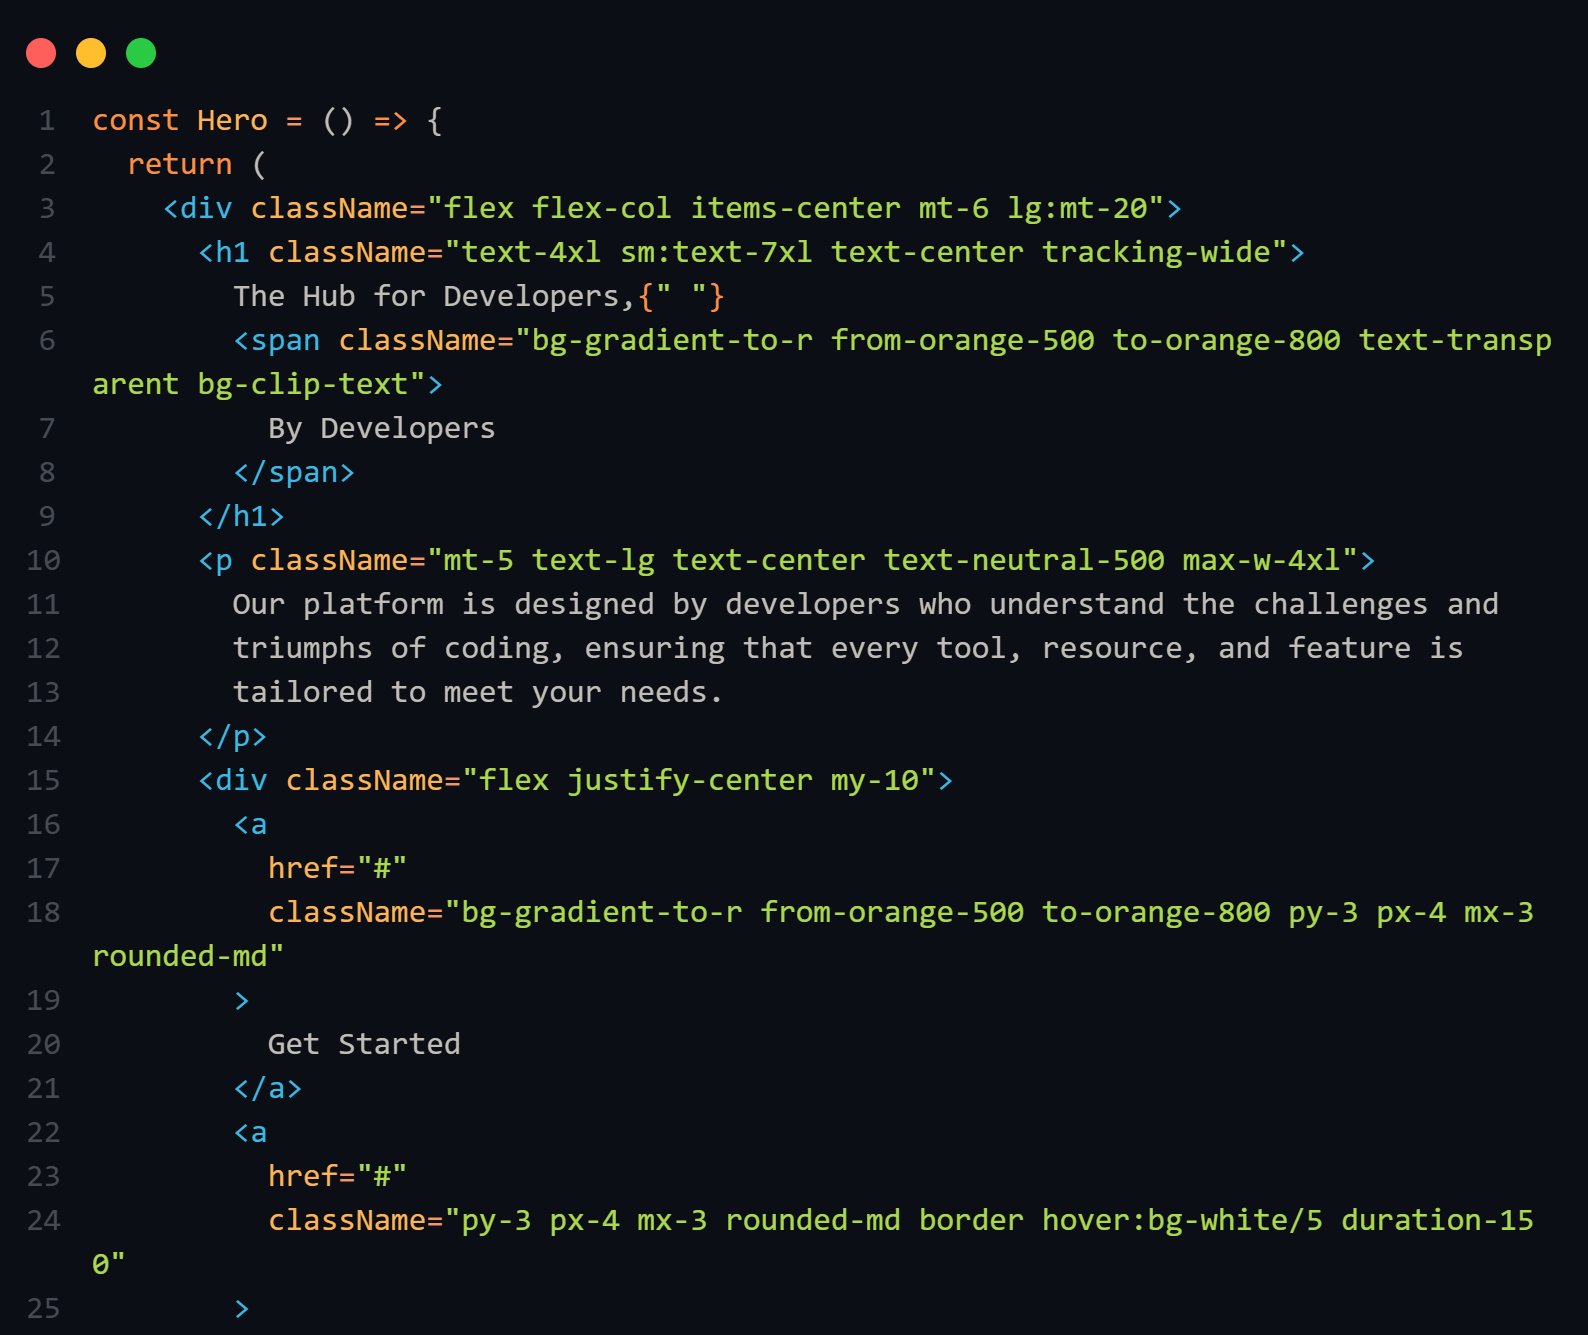 1 const Hero = () => {
2 return (
3 <div className="flex flex-col items-center mt-6 lg:mt-20">
4 <h1 className="text-4xl sm:text-7xl text-center tracking-wide">
5 The Hub for Developers,{" "}
6 <span className="bg-gradient-to-r from-orange-500 to-orange-800 text-transp
arent bg-clip-text">
7 By Developers
8 </span>
9 </h1>
10 <p className="mt-5 text-lg text-center text-neutral-500 max-w-4xl">
11 Our platform is designed by developers who understand the challenges and
12 triumphs of coding, ensuring that every tool, resource, and feature is
13 tailored to meet your needs.
14 </p>
15 <div className="flex justify-center my-10">
16 <a
17 href="#"
18 className="bg-gradient-to-r from-orange-500 to-orange-800 py-3 px-4 mx-3
rounded-md"
19 >
20 Get Started
21 </a>
22 <a
23 href="#"
24 className="py-3 px-4 mx-3 rounded-md border hover:bg-white/5 duration-15
0"
25 >